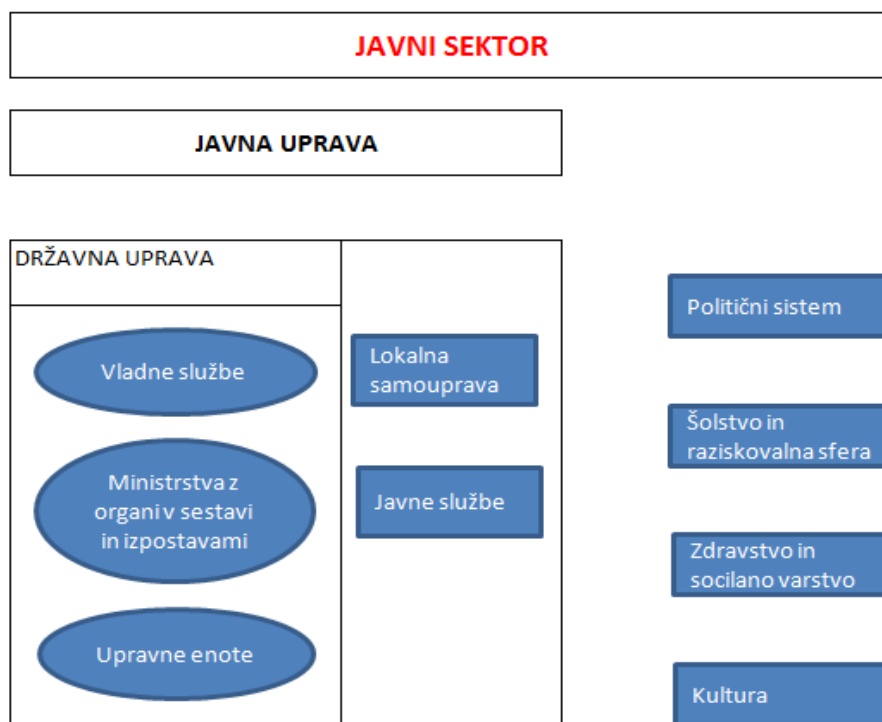 JAVNI SEKTOR
JAVNA UPRAVA
DRŽAVNA UPRAVA
Vladne službe
Ministrstva z
organi v sestavi
in izpostavami
Upravne enote
Lokalna
samouprava
Javne službe
Politični sistem
Šolstvo in
raziskovalna sfera
Zdravstvo in
socilano varstvo
Kultura